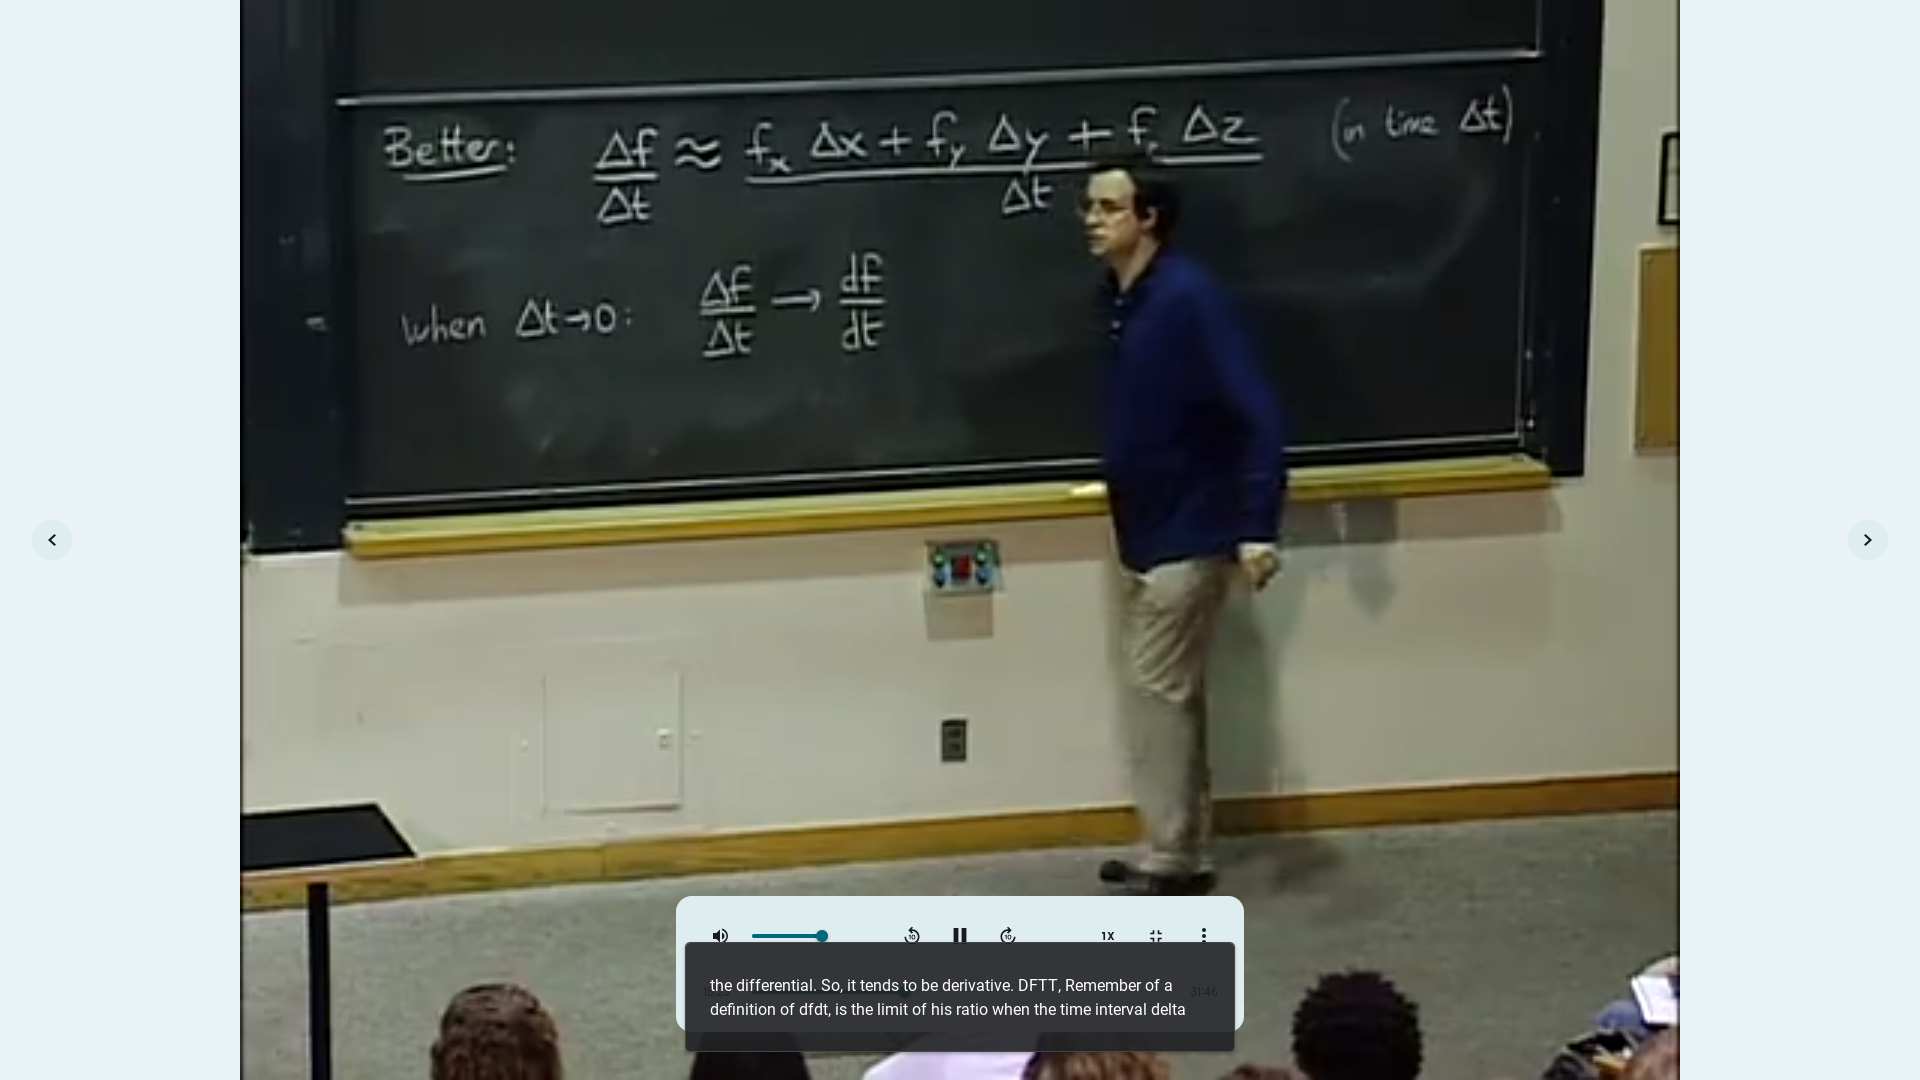 Better: Δf/Δt ≈ (f_x Δx + f_y Δy + f Δz)/Δt (in time Δt)
when Δt→0: Δf/Δt → df/dt
10 10 1X
31:46
the differential. So, it tends to be derivative. DFTT, Remember of a
definition of dfdt, is the limit of his ratio when the time interval delta